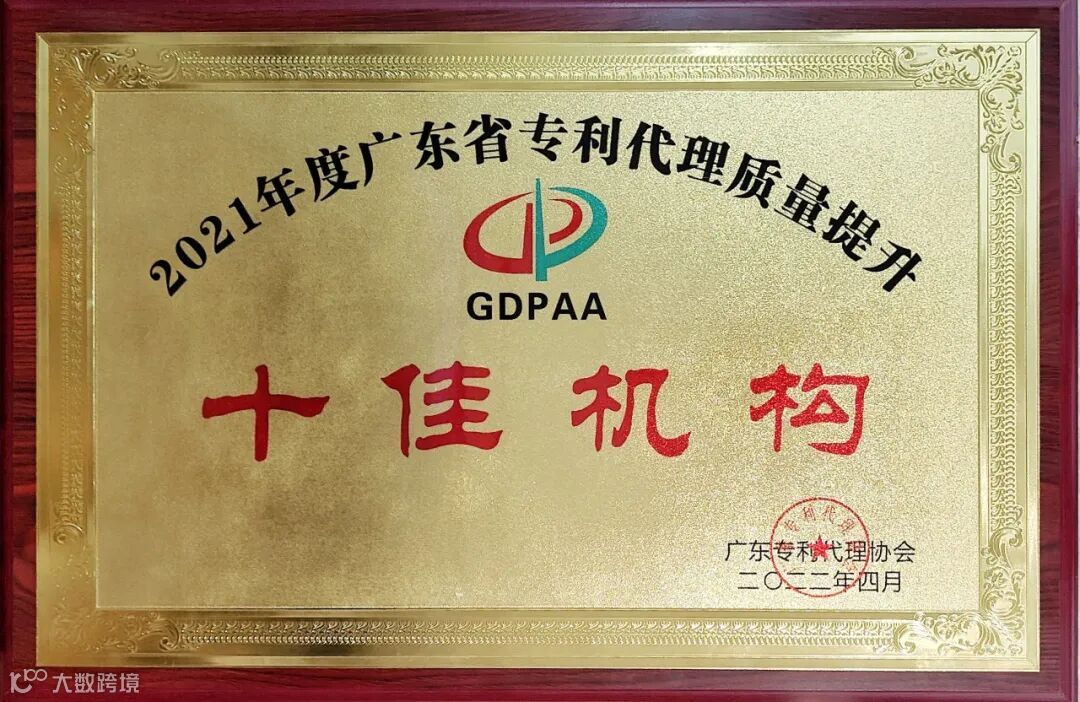 2021年度广东省专利代理质量提升
GDPAA
十佳机构
广东专利代理协会
二〇二二年四月
大数跨境